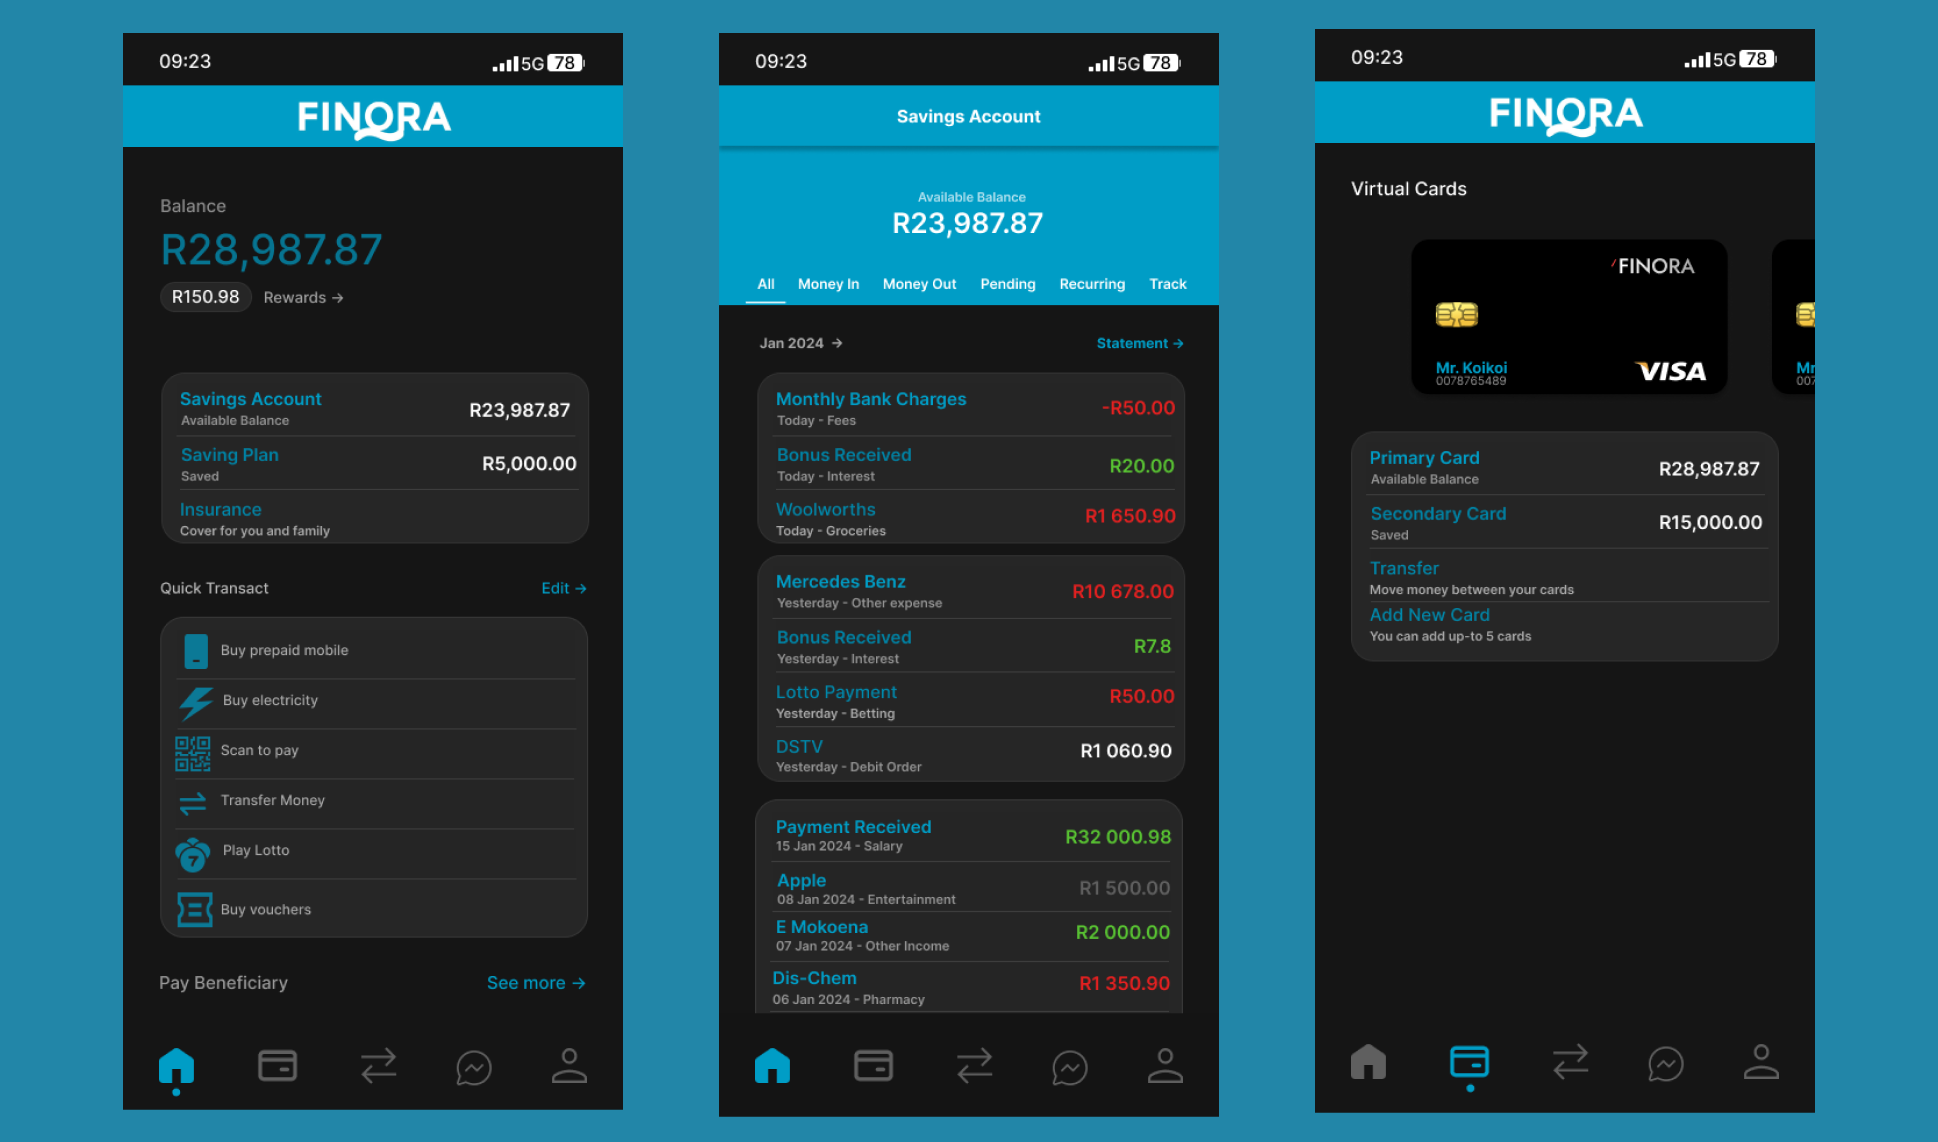 09:23
5G 78
FINORA
Balance
R28,987.87
R150.98 Rewards →
Savings Account
Available Balance
R23,987.87
Saving Plan
Saved
R5,000.00
Insurance
Cover for you and family
Quick Transact
Edit →
Buy prepaid mobile
Buy electricity
Scan to pay
Transfer Money
7
Play Lotto
Buy vouchers
Pay Beneficiary
See more →
09:23
5G 78
Savings Account
Available Balance
R23,987.87
All Money In Money Out Pending Recurring Track
Jan 2024 →
Statement →
Monthly Bank Charges
Today - Fees
-R50.00
Bonus Received
Today - Interest
R20.00
Woolworths
Today - Groceries
R1 650.90
Mercedes Benz
Yesterday - Other expense
R10 678.00
Bonus Received
Yesterday - Interest
R7.8
Lotto Payment
Yesterday - Betting
R50.00
DSTV
Yesterday - Debit Order
R1 060.90
Payment Received
15 Jan 2024 - Salary
R32 000.98
Apple
08 Jan 2024 - Entertainment
R1 500.00
E Mokoena
07 Jan 2024 - Other Income
R2 000.00
Dis-Chem
06 Jan 2024 - Pharmacy
R1 350.90
09:23
5G 78
FINORA
Virtual Cards
FINORA
Mr. Koikoi
0078765489
VISA
Mr
007
Primary Card
Available Balance
R28,987.87
Secondary Card
Saved
R15,000.00
Transfer
Move money between your cards
Add New Card
You can add up-to 5 cards